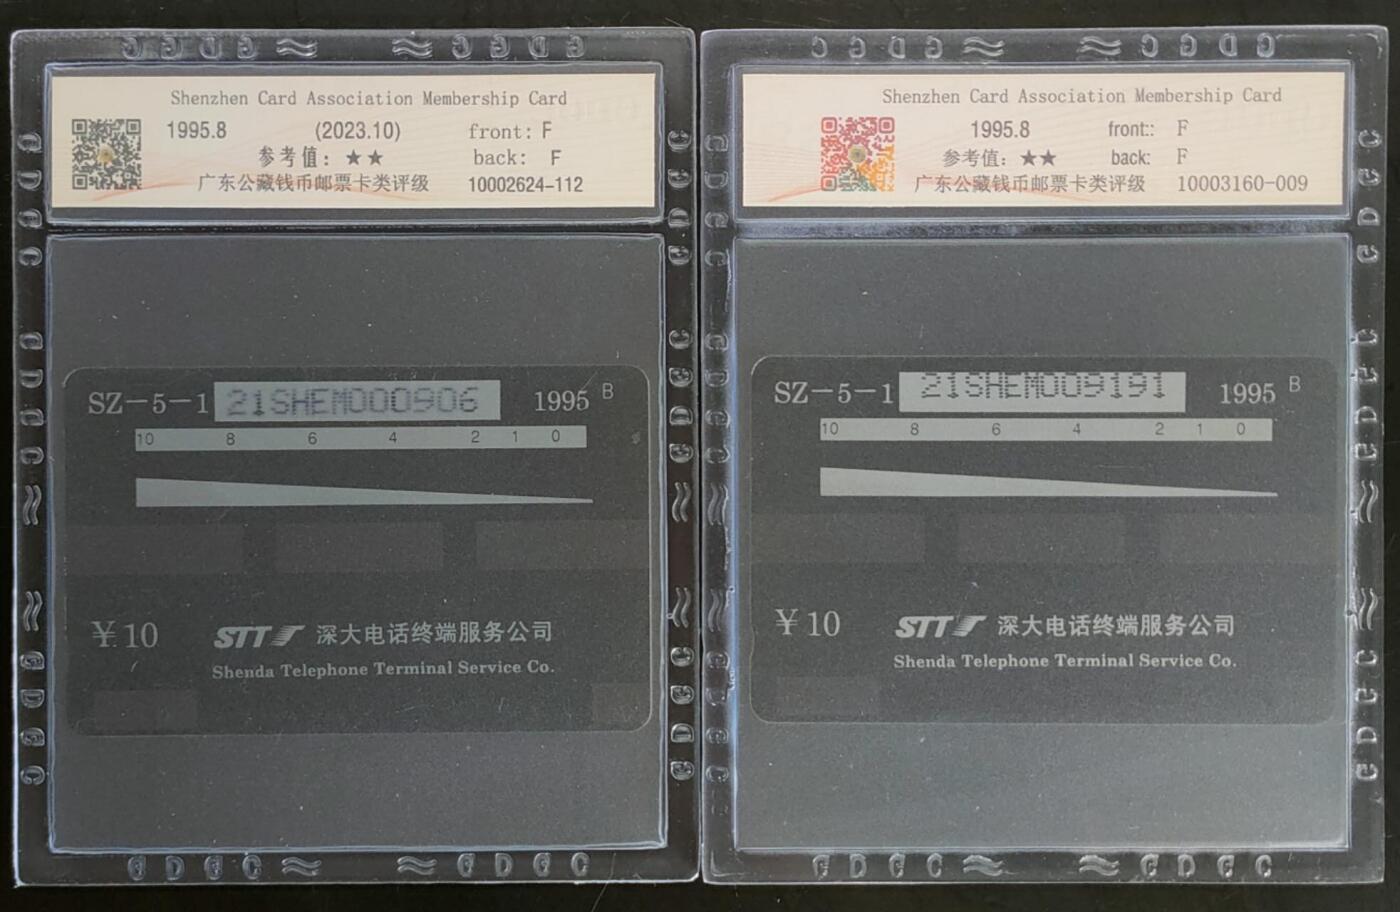 Shenzhen Card Association Membership Card
1995.8 (2023.10) front: F
参考值: ★★ back: F
广东公藏钱币邮票卡类评级 10002624-112
SZ-5-1 21SHEM000906 1995 B
10 8 6 4 2 1 0
¥10 STT 深大电话终端服务公司
Shenda Telephone Terminal Service Co.
Shenzhen Card Association Membership Card
1995.8 front:: F
参考值: ★★ back: F
广东公藏钱币邮票卡类评级 10003160-009
SZ-5-1 21SHEM009191 1995 B
10 8 6 4 2 1 0
¥10 STT 深大电话终端服务公司
Shenda Telephone Terminal Service Co.